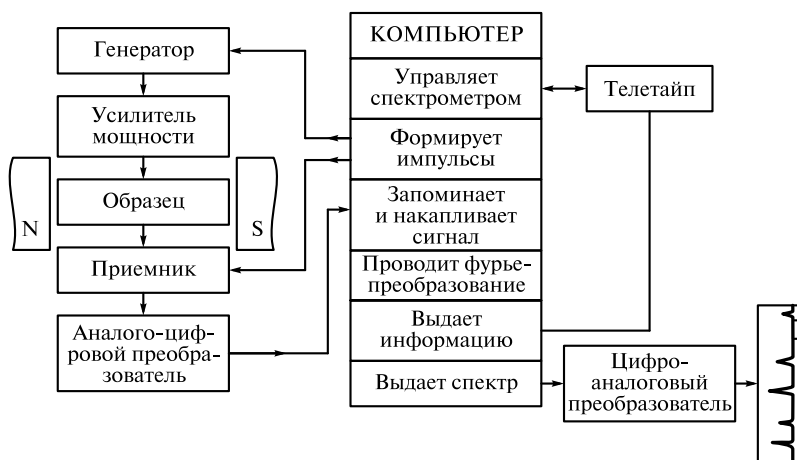 Генератор
Усилитель
мощности
Образец
N
S
Приемник
Аналого-циф-
ровой преобра-
зователь
КОМПЬЮТЕР
Управляет
спектрометром
Формирует
импульсы
Запоминает
и накапливает
сигнал
Проводит фурье-
преобразование
Выдает
информацию
Выдает спектр
Телетайп
Цифро-
аналоговый
преобразователь